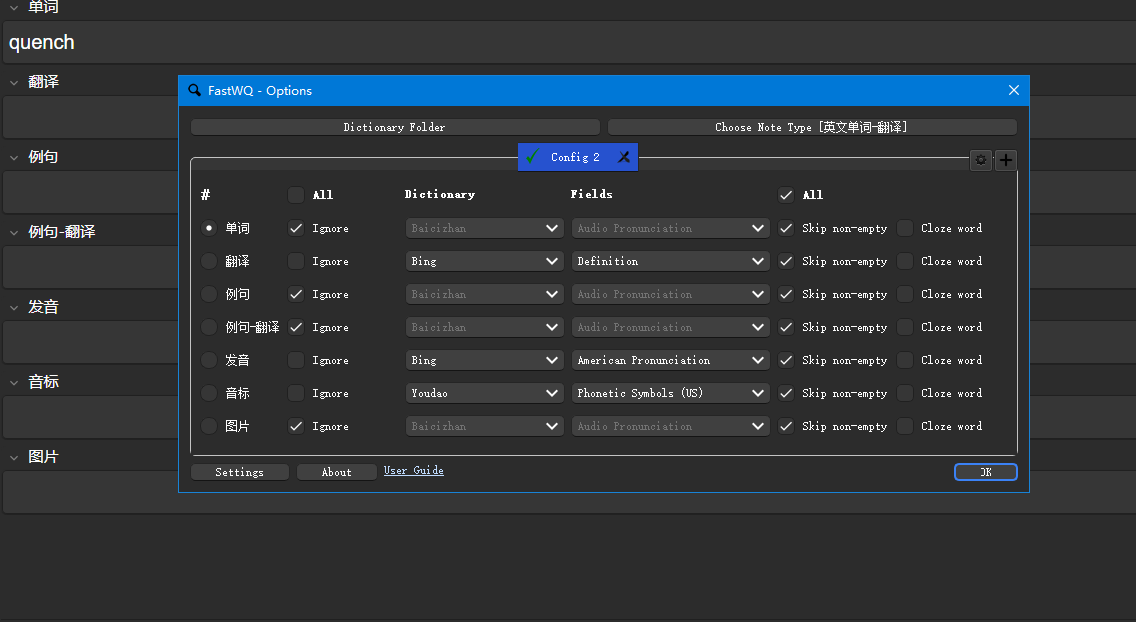 单词
quench
翻译
例句
例句-翻译
发音
音标
图片
FastWQ - Options
Dictionary Folder
Choose Note Type [英文单词-翻译]
Config 2
# All Dictionary Fields All
单词 Ignore Baicizhan Audio Pronunciation Skip non-empty Cloze word
翻译 Ignore Bing Definition Skip non-empty Cloze word
例句 Ignore Baicizhan Audio Pronunciation Skip non-empty Cloze word
例句-翻译 Ignore Baicizhan Audio Pronunciation Skip non-empty Cloze word
发音 Ignore Bing American Pronunciation Skip non-empty Cloze word
音标 Ignore Youdao Phonetic Symbols (US) Skip non-empty Cloze word
图片 Ignore Baicizhan Audio Pronunciation Skip non-empty Cloze word
Settings About User Guide OK